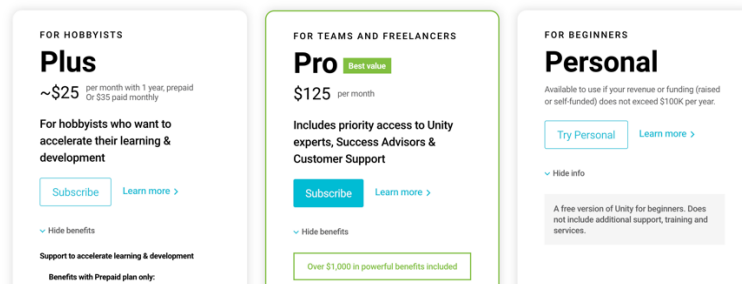 FOR HOBBYISTS
Plus
~$25 per month with 1 year, prepaid
Or $35 paid monthly
For hobbyists who want to
accelerate their learning &
development
Subscribe Learn more
Hide benefits
Support to accelerate learning & development
Benefits with Prepaid plan only:
FOR TEAMS AND FREELANCERS
Pro Best value
$125 per month
Includes priority access to Unity
experts, Success Advisors &
Customer Support
Subscribe Learn more
Hide benefits
Over $1,000 in powerful benefits included
FOR BEGINNERS
Personal
Available to use if your revenue or funding (raised
or self-funded) does not exceed $100K per year.
Try Personal Learn more
Hide info
A free version of Unity for beginners. Does
not include additional support, training and
services.